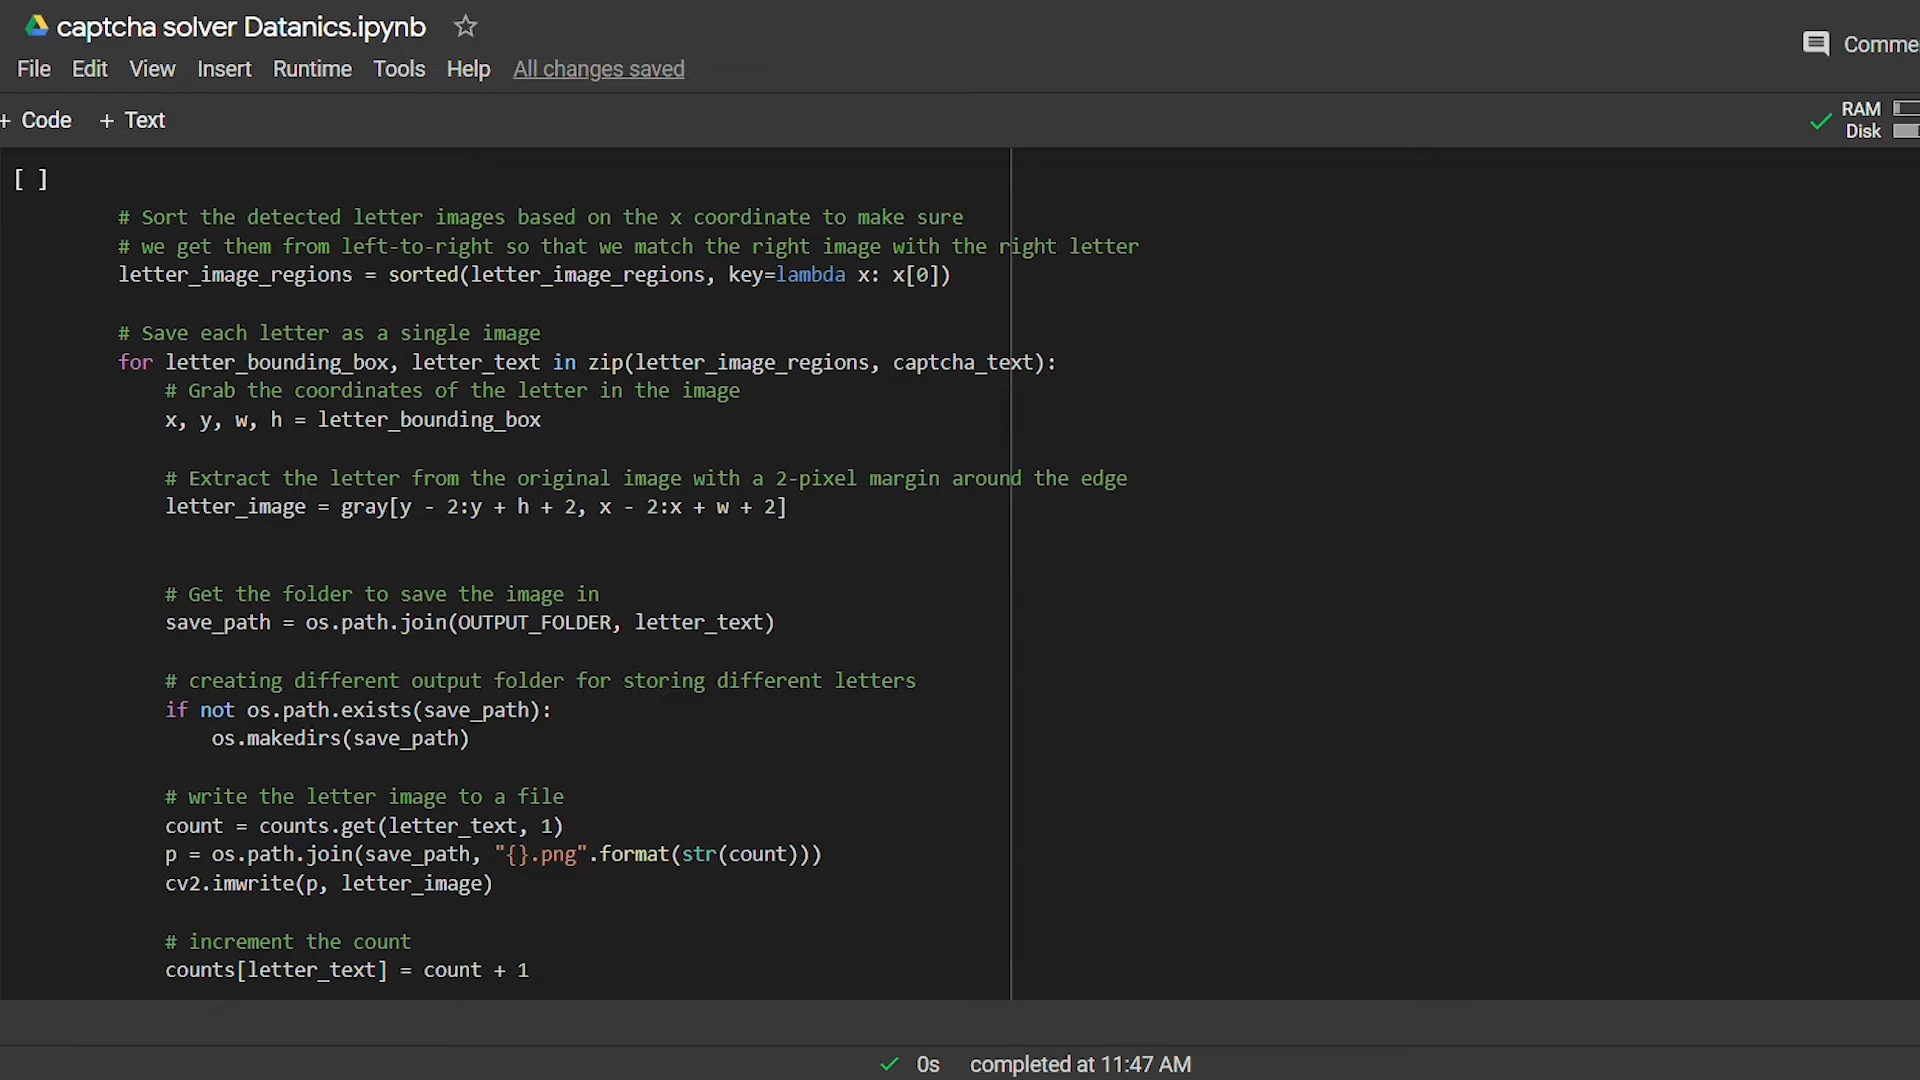 captcha solver Datanics.ipynb
File Edit View Insert Runtime Tools Help All changes saved
Comme
+ Code + Text
RAM
Disk
[ ]
# Sort the detected letter images based on the x coordinate to make sure
# we get them from left-to-right so that we match the right image with the right letter
letter_image_regions = sorted(letter_image_regions, key=lambda x: x[0])
# Save each letter as a single image
for letter_bounding_box, letter_text in zip(letter_image_regions, captcha_text):
# Grab the coordinates of the letter in the image
x, y, w, h = letter_bounding_box
# Extract the letter from the original image with a 2-pixel margin around the edge
letter_image = gray[y - 2:y + h + 2, x - 2:x + w + 2]
# Get the folder to save the image in
save_path = os.path.join(OUTPUT_FOLDER, letter_text)
# creating different output folder for storing different letters
if not os.path.exists(save_path):
os.makedirs(save_path)
# write the letter image to a file
count = counts.get(letter_text, 1)
p = os.path.join(save_path, "{}.png".format(str(count)))
cv2.imwrite(p, letter_image)
# increment the count
counts[letter_text] = count + 1
0s completed at 11:47 AM